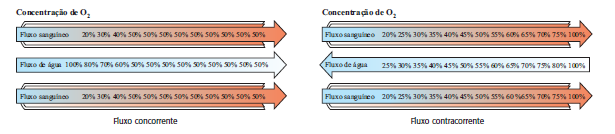 Concentração de O2
Fluxo sanguíneo 20% 30% 40% 50% 50% 50% 50% 50% 50% 50% 50% 50% 50%
Fluxo de água 100% 80% 70% 60% 50% 50% 50% 50% 50% 50% 50% 50% 50%
Fluxo sanguíneo 20% 30% 40% 50% 50% 50% 50% 50% 50% 50% 50% 50%
Fluxo concorrente
Concentração de O2
Fluxo sanguíneo 20% 25% 30% 35% 40% 45% 50% 55% 60% 65% 70% 75% 100%
Fluxo de água 25% 30% 35% 40% 45% 50% 55% 60% 65% 70% 75% 80% 100%
Fluxo sanguíneo 20% 25% 30% 35% 40% 45% 50% 55% 60% 65% 70% 75% 100%
Fluxo contracorrente